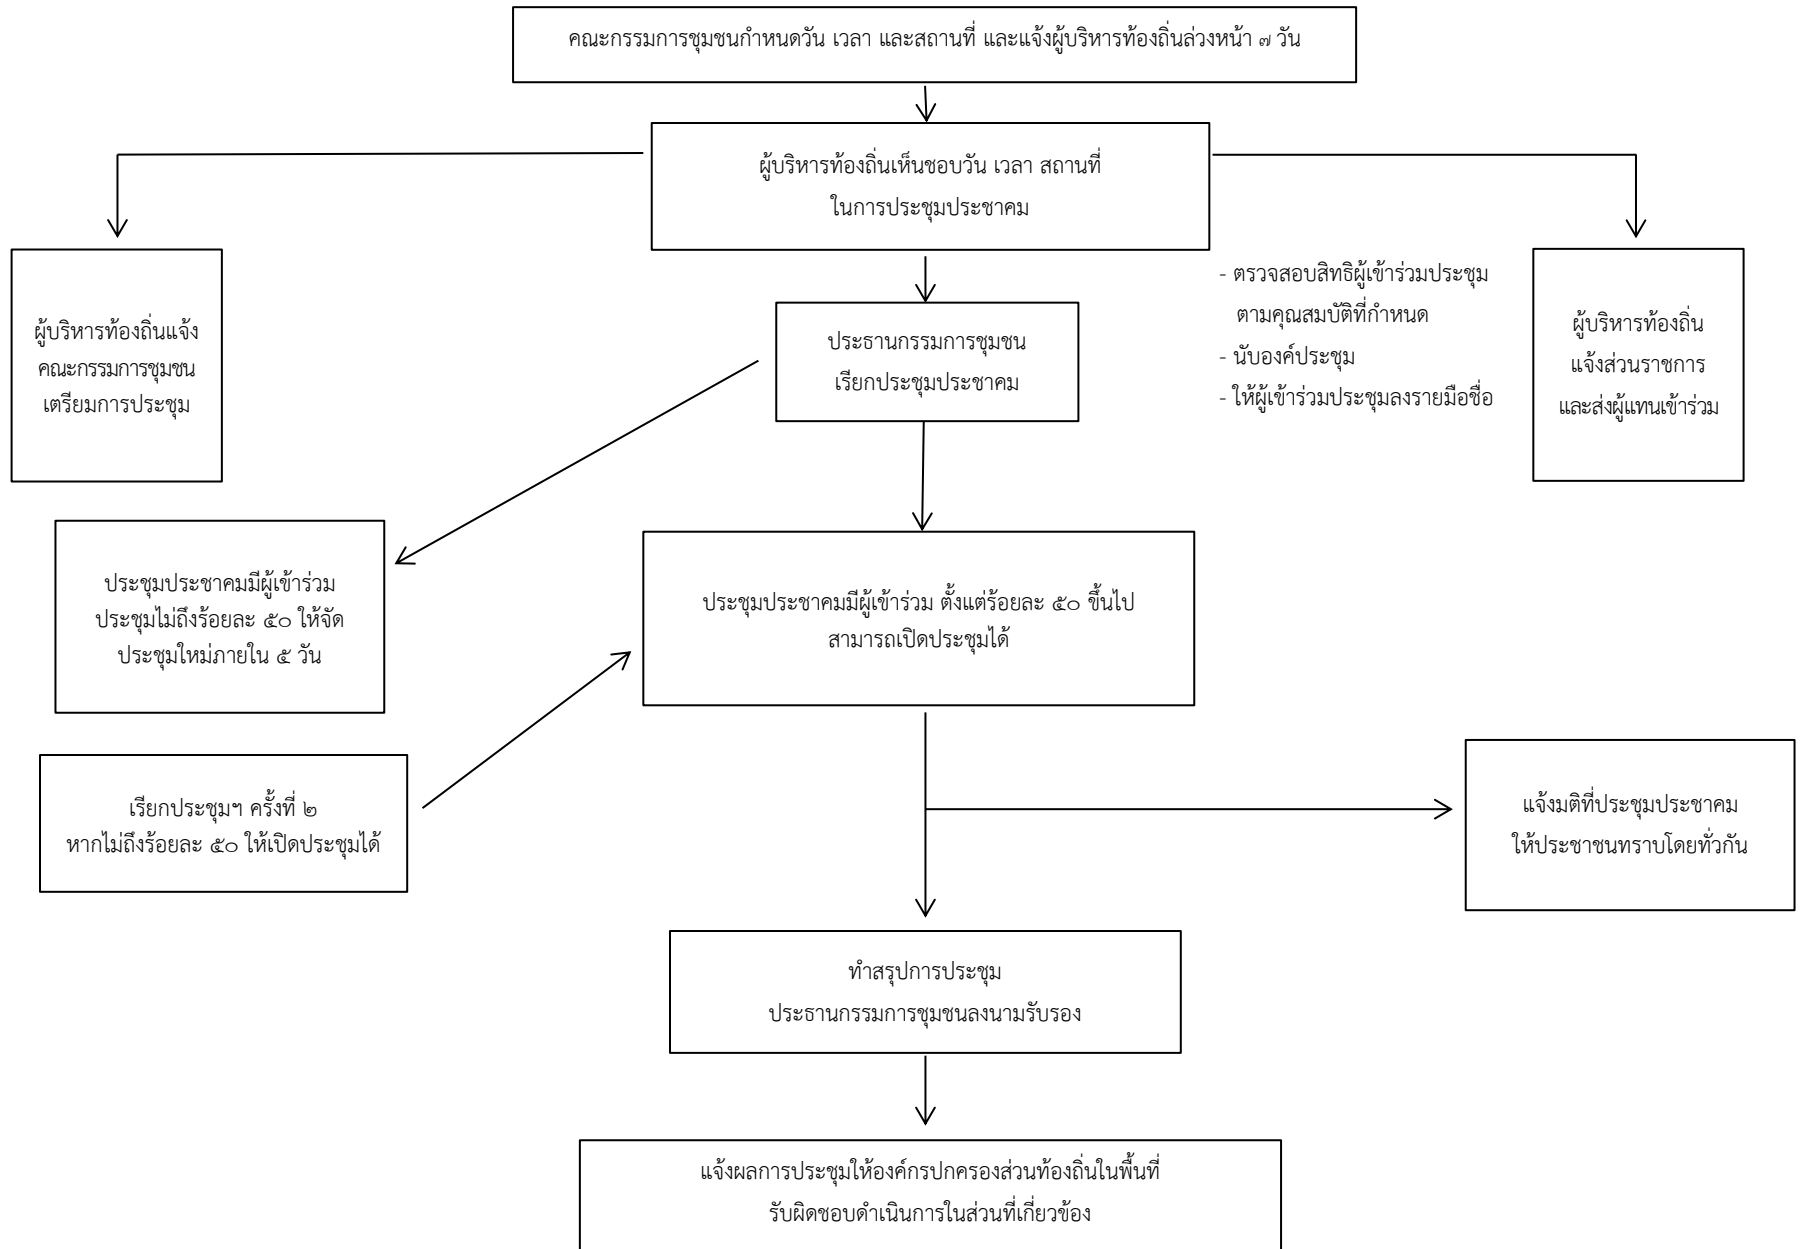 คณะกรรมการชุมชนกำหนดวัน เวลา และสถานที่ และแจ้งผู้บริหารท้องถิ่นล่วงหน้า ๗ วัน
ผู้บริหารท้องถิ่นเห็นชอบวัน เวลา สถานที่
ในการประชุมประชาคม
ผู้บริหารท้องถิ่นแจ้ง
คณะกรรมการชุมชน
เตรียมการประชุม
ประธานกรรมการชุมชน
เรียกประชุมประชาคม
- ตรวจสอบสิทธิผู้เข้าร่วมประชุม
ตามคุณสมบัติที่กำหนด
- นับองค์ประชุม
- ให้ผู้เข้าร่วมประชุมลงรายมือชื่อ
ผู้บริหารท้องถิ่น
แจ้งส่วนราชการ
และส่งผู้แทนเข้าร่วม
ประชุมประชาคมมีผู้เข้าร่วม
ประชุมไม่ถึงร้อยละ ๕๐ ให้จัด
ประชุมใหม่ภายใน ๕ วัน
ประชุมประชาคมมีผู้เข้าร่วม ตั้งแต่ร้อยละ ๕๐ ขึ้นไป
สามารถเปิดประชุมได้
เรียกประชุมฯ ครั้งที่ ๒
หากไม่ถึงร้อยละ ๕๐ ให้เปิดประชุมได้
แจ้งมติที่ประชุมประชาคม
ให้ประชาชนทราบโดยทั่วกัน
ทำสรุปการประชุม
ประธานกรรมการชุมชนลงนามรับรอง
แจ้งผลการประชุมให้องค์กรปกครองส่วนท้องถิ่นในพื้นที่
รับผิดชอบดำเนินการในส่วนที่เกี่ยวข้อง